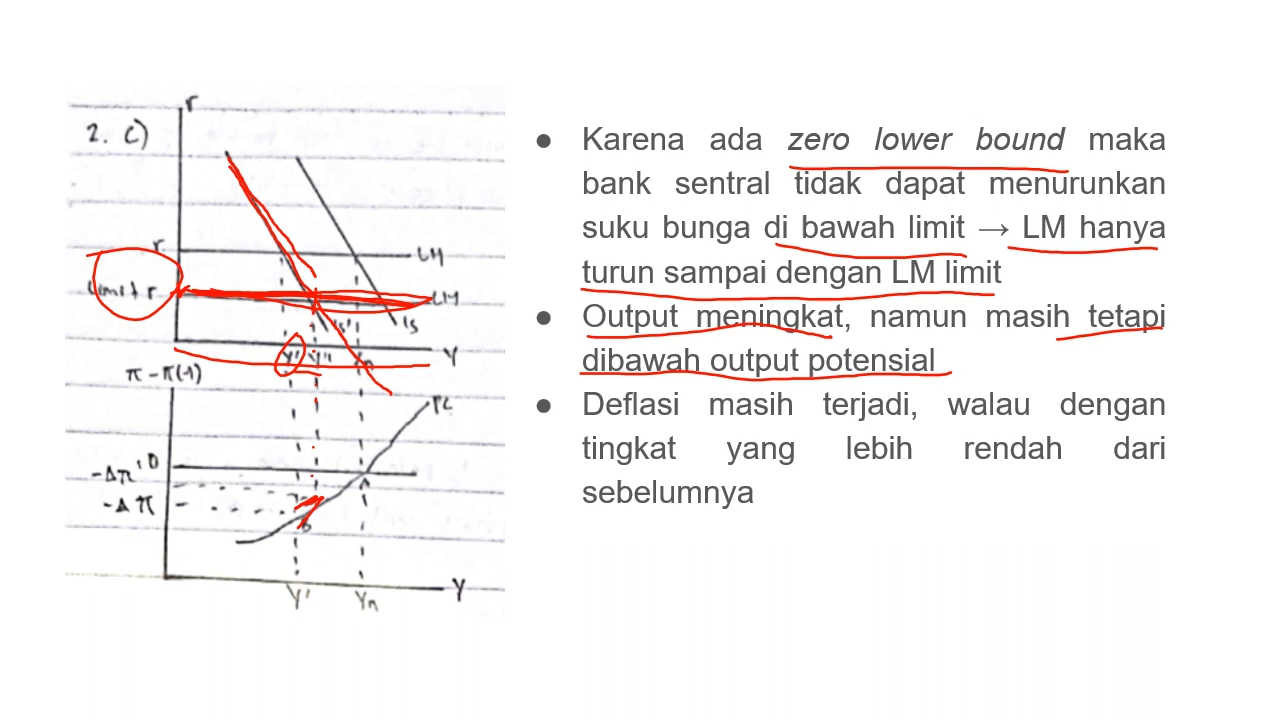 2. c)
r
r
LM
Limit r
LM
IS'
IS
Y'
Y''
n
Y
π - π(-1)
PC
0
-Δπ'
-Δπ
Y'
Yn
Y
● Karena ada zero lower bound maka
bank sentral tidak dapat menurunkan
suku bunga di bawah limit → LM hanya
turun sampai dengan LM limit
● Output meningkat, namun masih tetapi
dibawah output potensial
● Deflasi masih terjadi, walau dengan
tingkat yang lebih rendah dari
sebelumnya